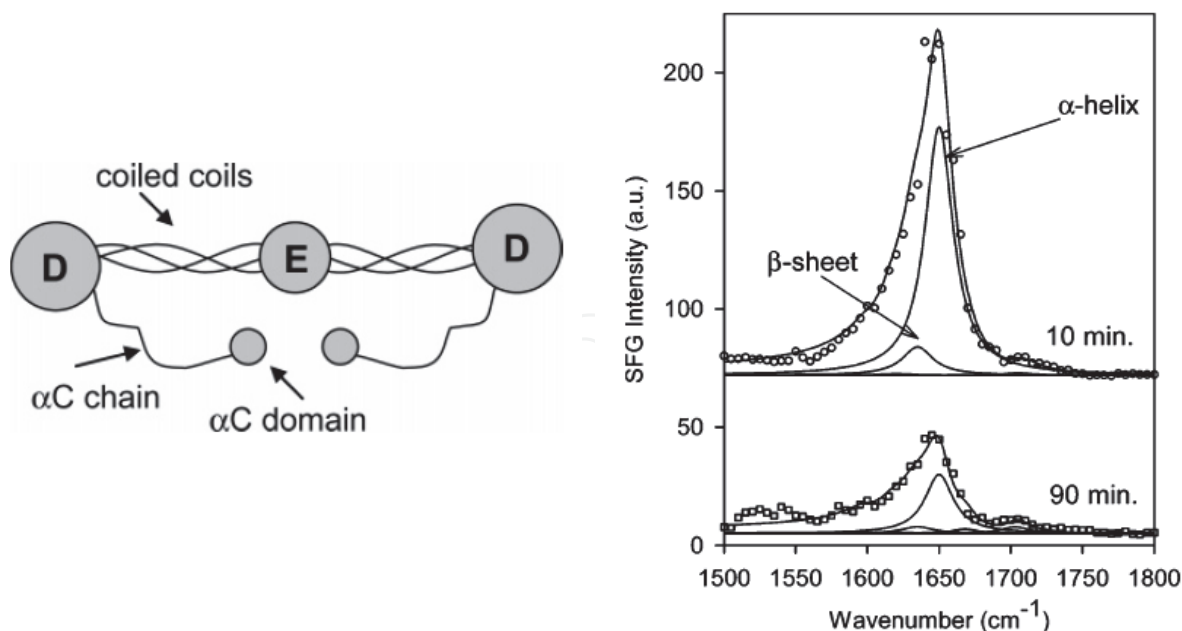 coiled coils
D
E
D
αC chain
αC domain
SFG Intensity (a.u.)
200
150
100
50
0
α-helix
β-sheet
10 min.
90 min.
1500 1550 1600 1650 1700 1750 1800
Wavenumber (cm⁻¹)